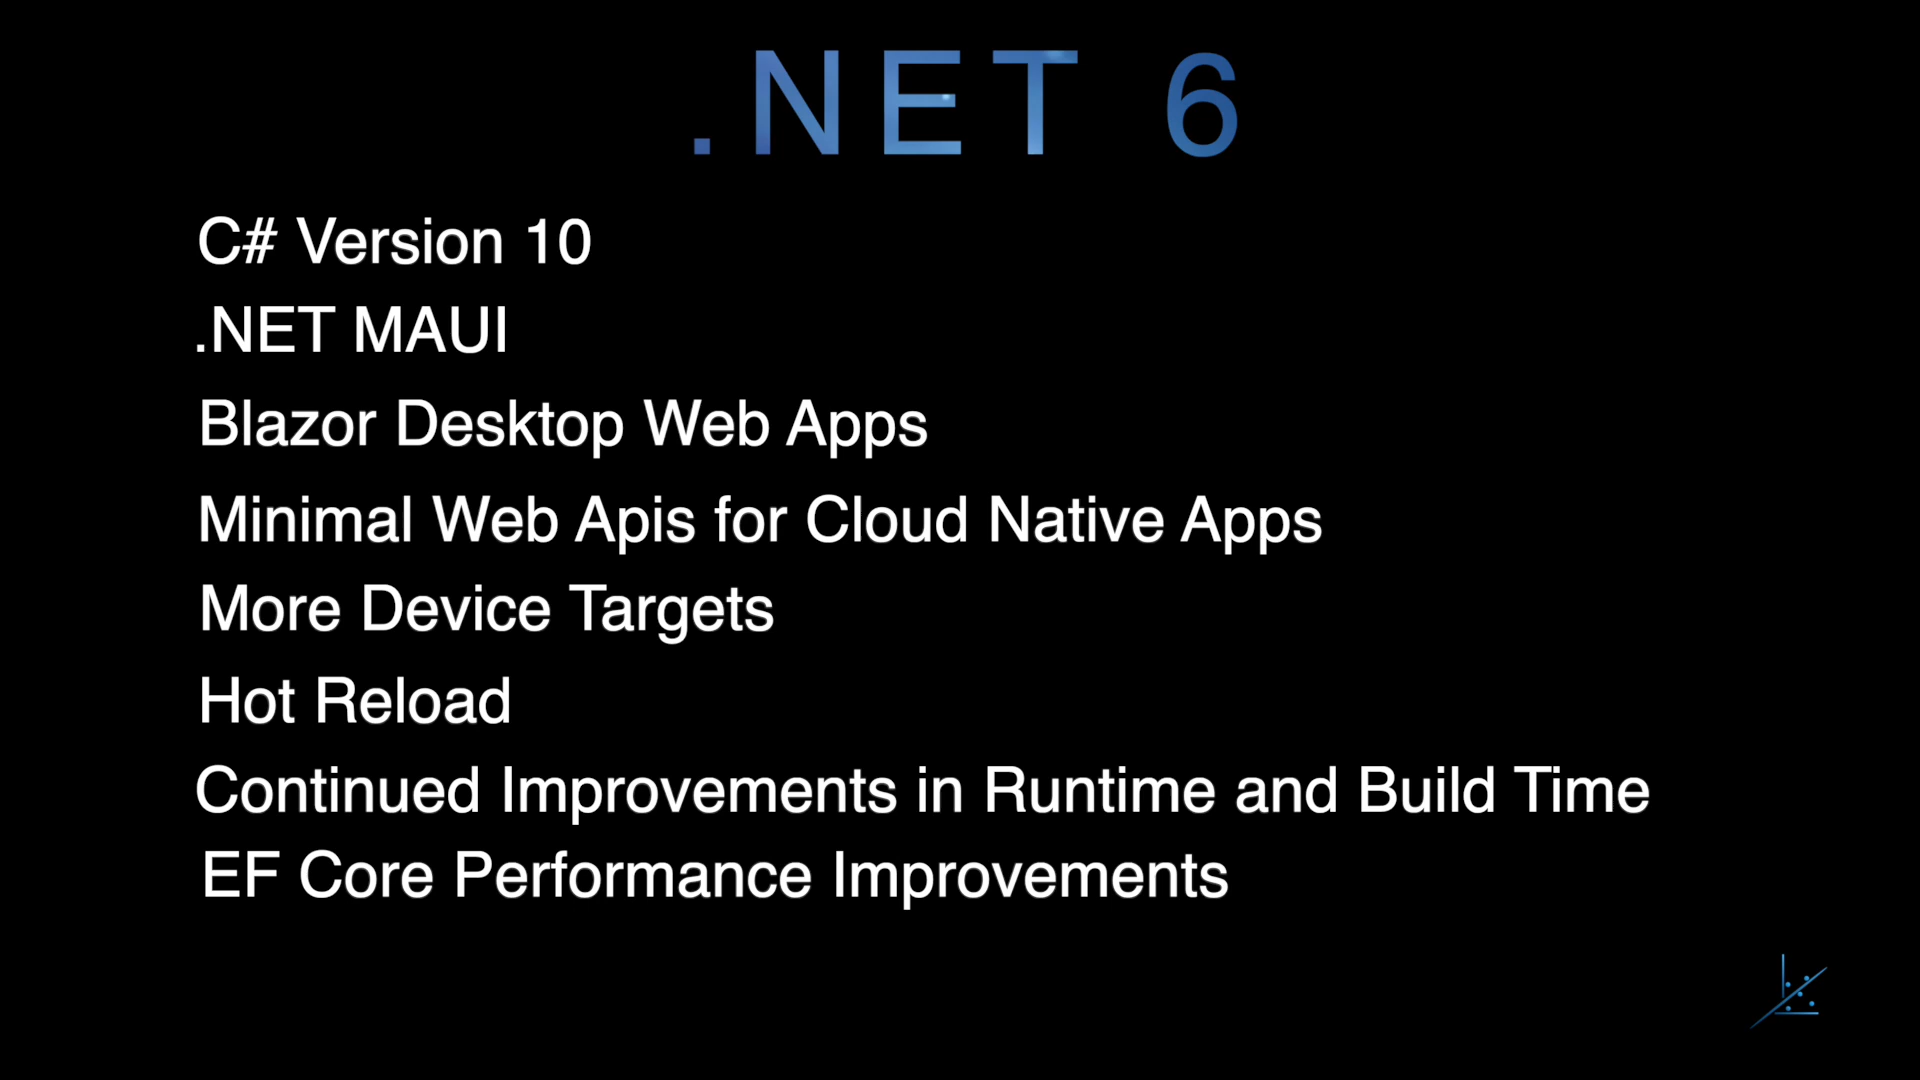 .NET 6
C# Version 10
.NET MAUI
Blazor Desktop Web Apps
Minimal Web Apis for Cloud Native Apps
More Device Targets
Hot Reload
Continued Improvements in Runtime and Build Time
EF Core Performance Improvements